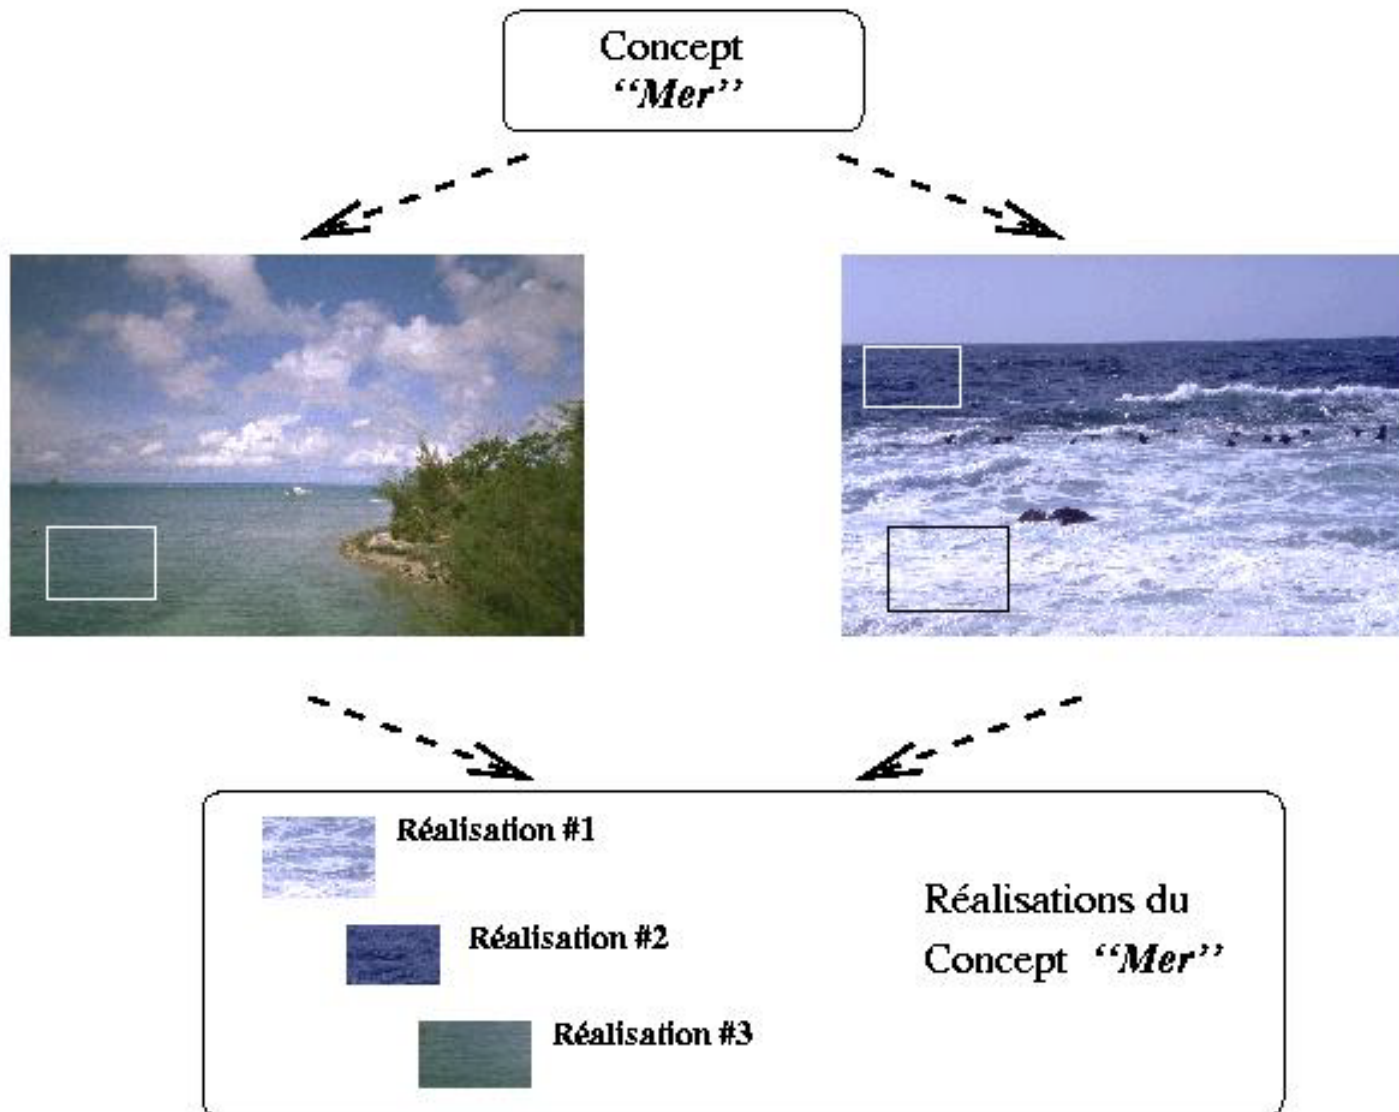 Concept
“Mer”
Réalisation #1
Réalisation #2
Réalisation #3
Réalisations du
Concept “Mer”